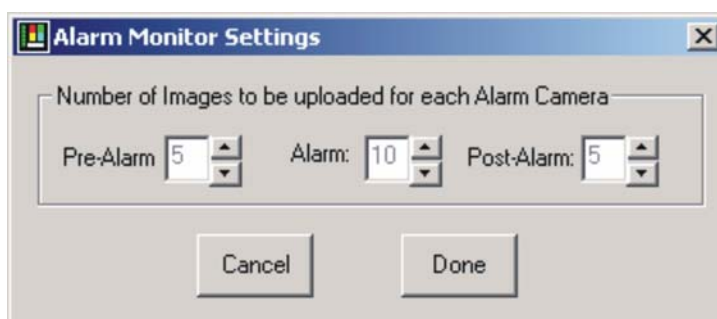 Alarm Monitor Settings
Number of Images to be uploaded for each Alarm Camera
Pre-Alarm 5 Alarm: 10 Post-Alarm: 5
Cancel Done